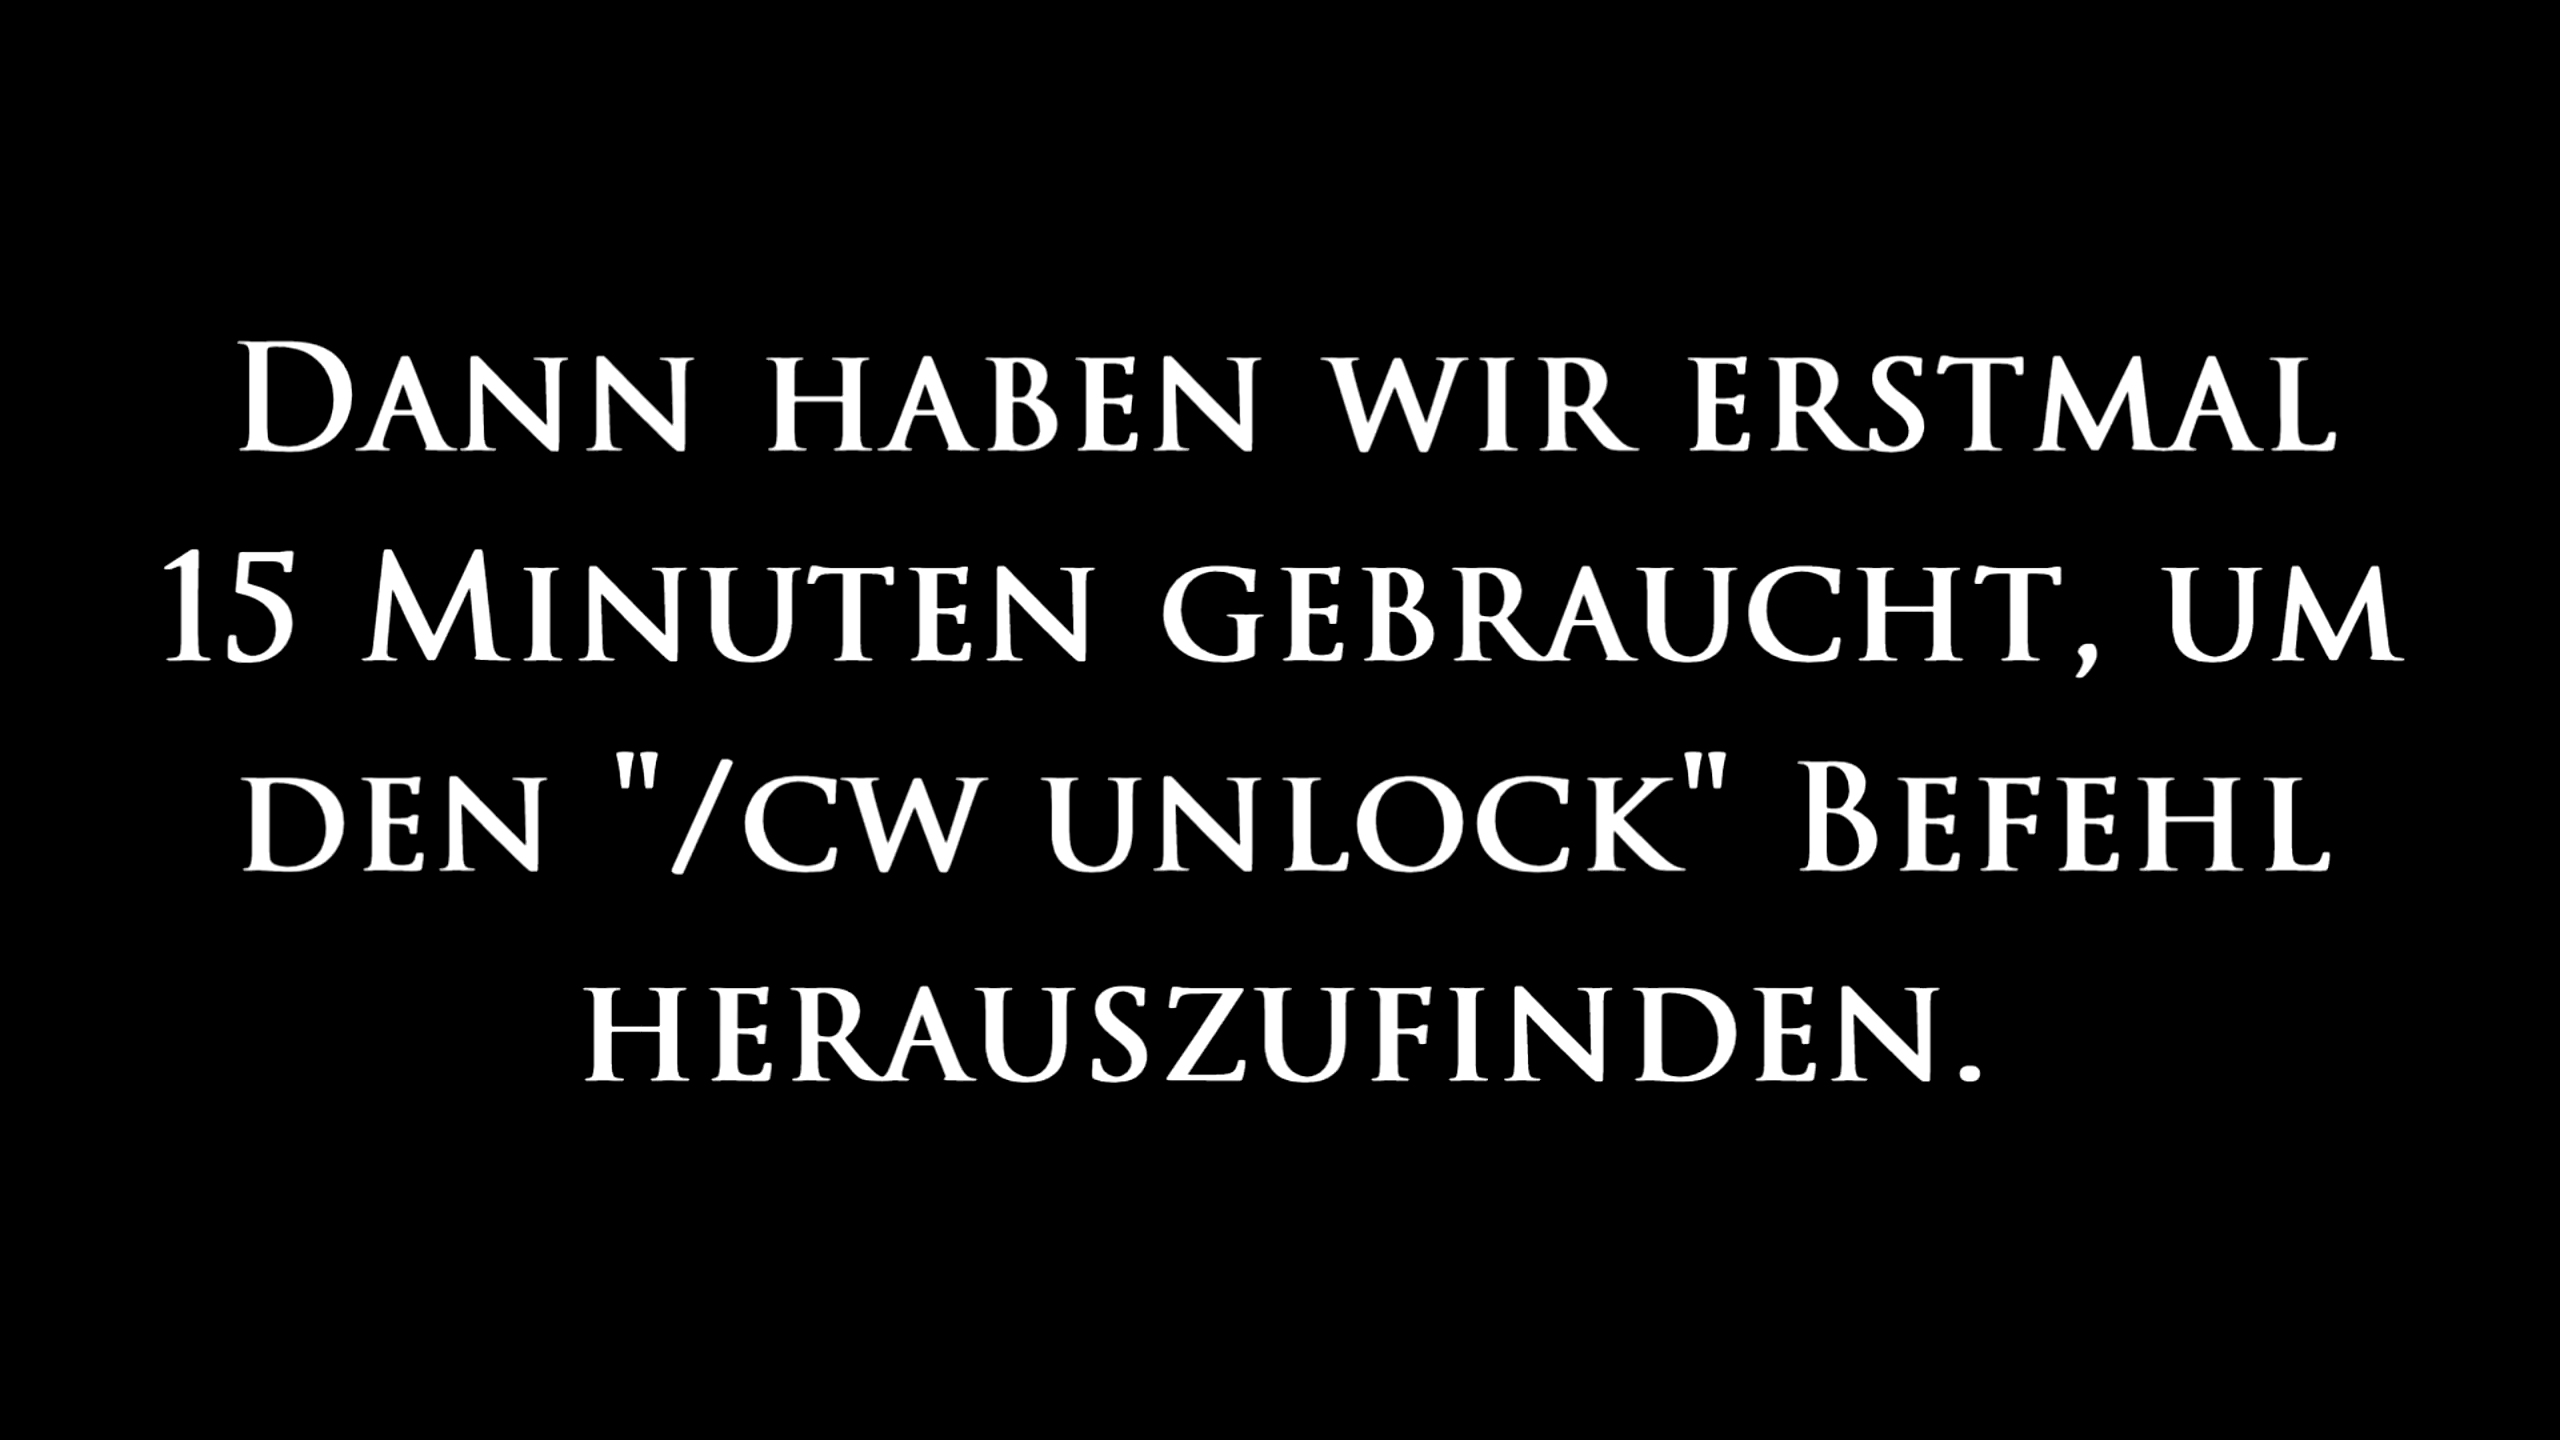 Dann haben wir erstmal
15 Minuten gebraucht, um
den "/cw unlock" Befehl
herauszufinden.